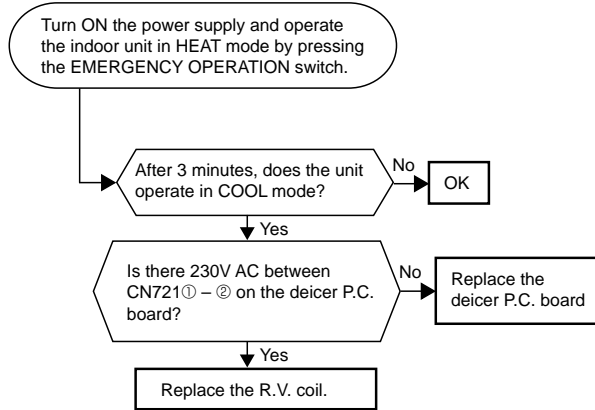 Turn ON the power supply and operate
the indoor unit in HEAT mode by pressing
the EMERGENCY OPERATION switch.
After 3 minutes, does the unit
operate in COOL mode?
No
OK
Yes
Is there 230V AC between
CN721① – ② on the deicer P.C.
board?
No
Replace the
deicer P.C. board
Yes
Replace the R.V. coil.